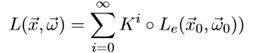 L(\vec{x}, \vec{\omega}) = \sum_{i=0}^{\infty} K^i \circ L_e(\vec{x}_0, \vec{\omega}_0))